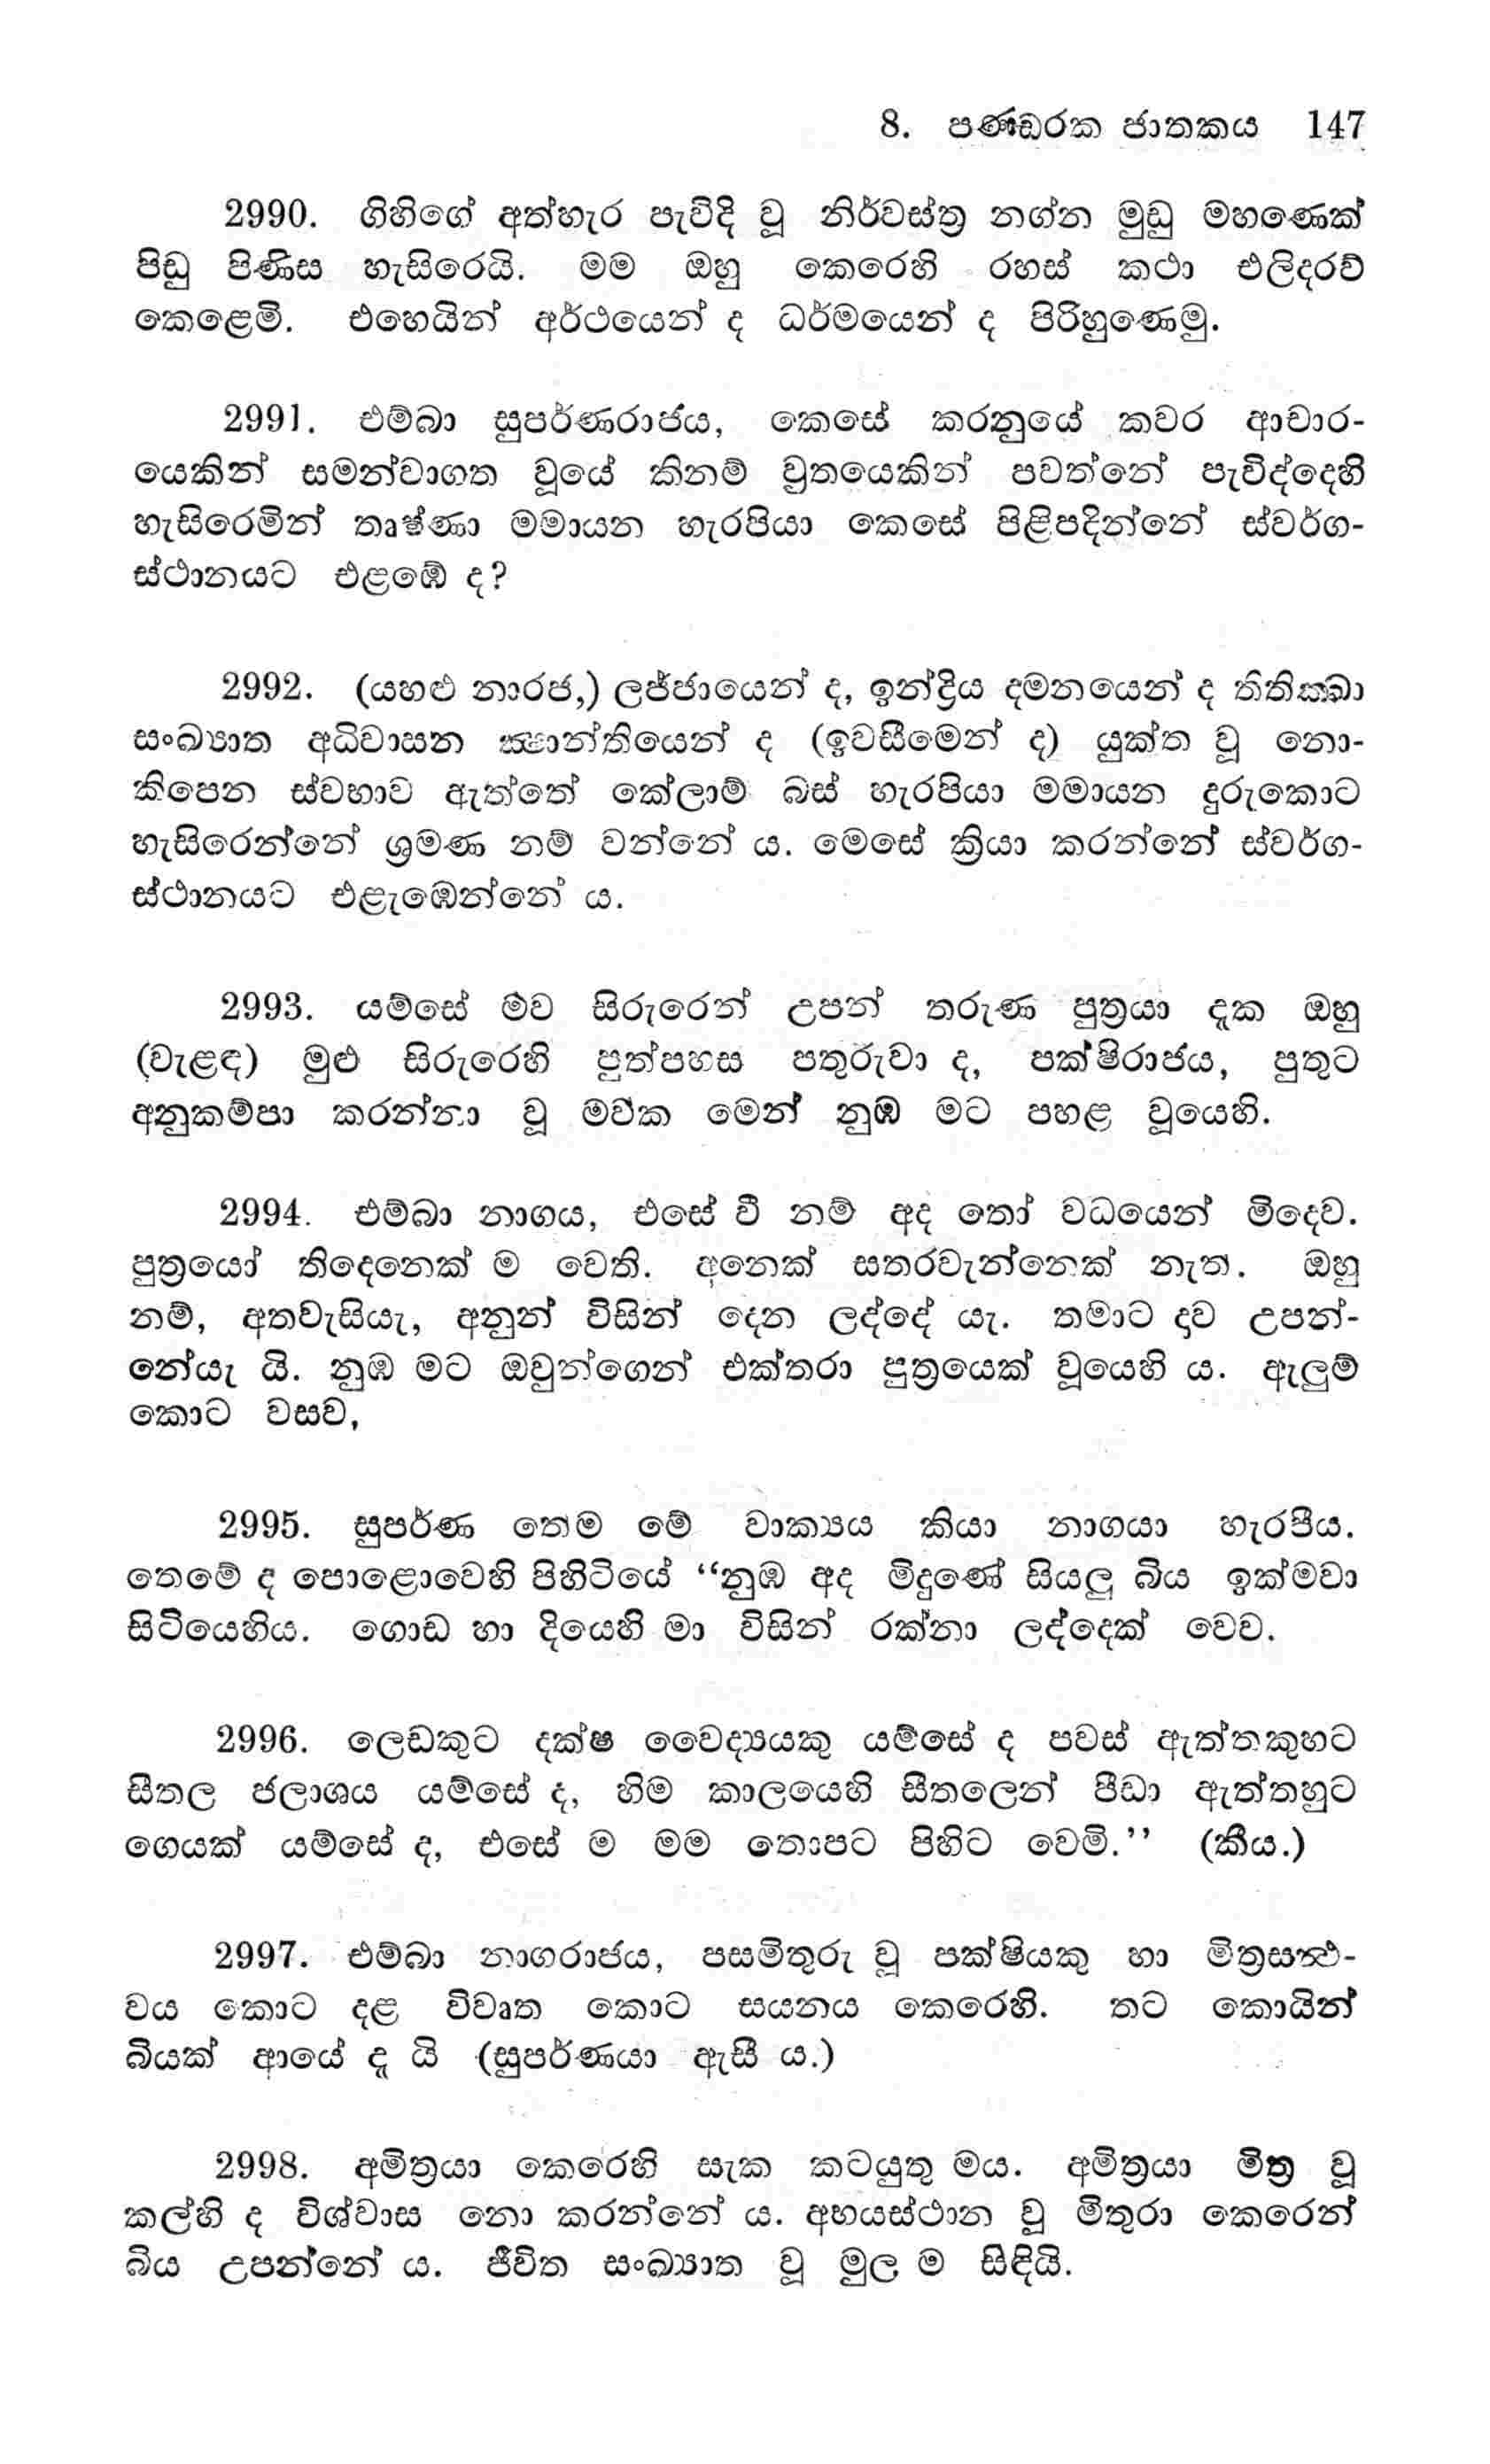 8. පණ්ඩරක ජාතකය 147
2990. ගිහිගේ අත්හැර පැවිදි වූ නිර්වස්ත්‍ර නග්න මුඩු මහණෙක්
පිඩු පිණිස හැසිරෙයි. මම ඔහු කෙරෙහි රහස් කථා එලිදරව්
කෙළෙමි. එහෙයින් අර්ථයෙන් ද ධර්මයෙන් ද පිරිහුණෙමු.
2991. එම්බා සුපර්ණරාජය, කෙසේ කරනුයේ කවර ආචාර-
යෙකින් සමන්වාගත වූයේ කිනම් ව්‍රතයෙකින් පවත්නේ පැවිද්දෙහි
හැසිරෙමින් තෘෂ්ණා මමායන හැරපියා කෙසේ පිළිපදින්නේ ස්වර්ග-
ස්ථානයට එළඹේ ද?
2992. (යහළු නාරජ,) ලජ්ජායෙන් ද, ඉන්ද්‍රිය දමනයෙන් ද තිතික්ඛා
සංඛ්‍යාත අධිවාසන ක්‍ෂාන්තියෙන් ද (ඉවසීමෙන් ද) යුක්ත වූ නො-
කිපෙන ස්වභාව ඇත්තේ කේලාම් බස් හැරපියා මමායන දුරුකොට
හැසිරෙන්නේ ශ්‍රමණ නම් වන්නේ ය. මෙසේ ක්‍රියා කරන්නේ ස්වර්ග-
ස්ථානයට එළැඹෙන්නේ ය.
2993. යම්සේ මව සිරුරෙන් උපන් තරුණ පුත්‍රයා දැක ඔහු
(වැළඳ) මුළු සිරුරෙහි පුත්පහස පතුරුවා ද, පක්ෂිරාජය, පුතුට
අනුකම්පා කරන්නා වූ මවක මෙන් නුඹ මට පහළ වූයෙහි.
2994. එම්බා නාගය, එසේ වී නම් අද තෝ වධයෙන් මිදෙව.
පුත්‍රයෝ තිදෙනෙක් ම වෙති. අනෙක් සතරවැන්නෙක් නැත. ඔහු
නම්, අතවැසියැ, අනුන් විසින් දෙන ලද්දේ යැ. තමාට දාව උපන්-
නේයැ යි. නුඹ මට ඔවුන්ගෙන් එක්තරා පුත්‍රයෙක් වූයෙහි ය. ඇලුම්
කොට වසව,
2995. සුපර්ණ තෙම මේ වාක්‍යය කියා නාගයා හැරපීය.
තෙමේ ද පොළොවෙහි පිහිටියේ “නුඹ අද මිදුණේ සියලු බිය ඉක්මවා
සිටියෙහිය. ගොඩ හා දියෙහි මා විසින් රක්නා ලද්දෙක් වෙව.
2996. ලෙඩකුට දක්ෂ වෛද්‍යයකු යම්සේ ද පවස් ඇත්තකුහට
සීතල ජලාශය යම්සේ ද, හිම කාලයෙහි සීතලෙන් පීඩා ඇත්තහුට
ගෙයක් යම්සේ ද, එසේ ම මම තොපට පිහිට වෙමි.” (කීය.)
2997. එම්බා නාගරාජය, පසමිතුරු වූ පක්ෂියකු හා මිත්‍රසන්‍ථ-
වය කොට දළ විවෘත කොට සයනය කෙරෙහි. තට කොයින්
බියක් ආයේ දැ යි (සුපර්ණයා ඇසී ය.)
2998. අමිත්‍රයා කෙරෙහි සැක කටයුතු මය. අමිත්‍රයා මිත්‍ර වූ
කල්හි ද විශ්වාස නො කරන්නේ ය. අභයස්ථාන වූ මිතුරා කෙරෙන්
බිය උපන්නේ ය. ජීවිත සංඛ්‍යාත වූ මුල ම සිඳියි.